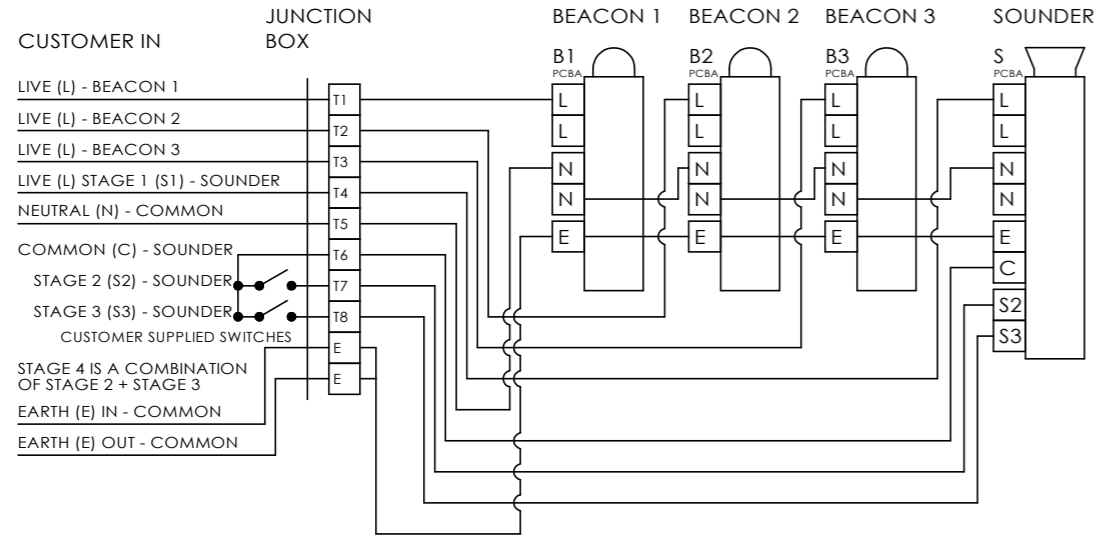 CUSTOMER IN
JUNCTION
BOX
BEACON 1
BEACON 2
BEACON 3
SOUNDER
B1
PCBA
B2
PCBA
B3
PCBA
S
PCBA
LIVE (L) - BEACON 1
LIVE (L) - BEACON 2
LIVE (L) - BEACON 3
LIVE (L) STAGE 1 (S1) - SOUNDER
NEUTRAL (N) - COMMON
COMMON (C) - SOUNDER
STAGE 2 (S2) - SOUNDER
STAGE 3 (S3) - SOUNDER
CUSTOMER SUPPLIED SWITCHES
STAGE 4 IS A COMBINATION
OF STAGE 2 + STAGE 3
EARTH (E) IN - COMMON
EARTH (E) OUT - COMMON
T1
T2
T3
T4
T5
T6
T7
T8
E
E
L
L
N
N
E
L
L
N
N
E
L
L
N
N
E
L
L
N
N
E
C
S2
S3